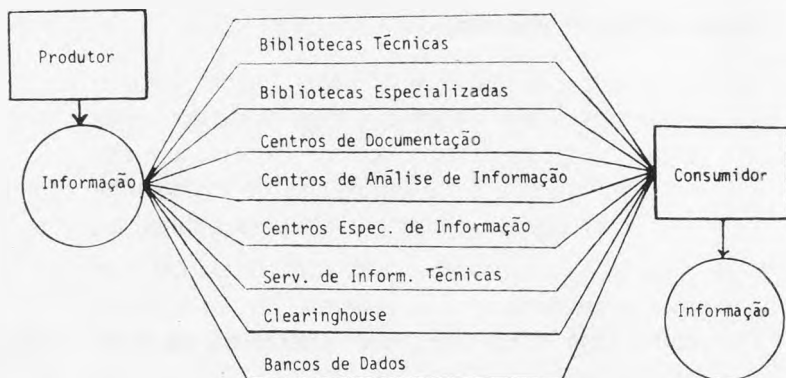 Produtor
Informação
Bibliotecas Técnicas
Bibliotecas Especializadas
Centros de Documentação
Centros de Análise de Informação
Centros Espec. de Informação
Serv. de Inform. Técnicas
Clearinghouse
Bancos de Dados
Consumidor
Informação